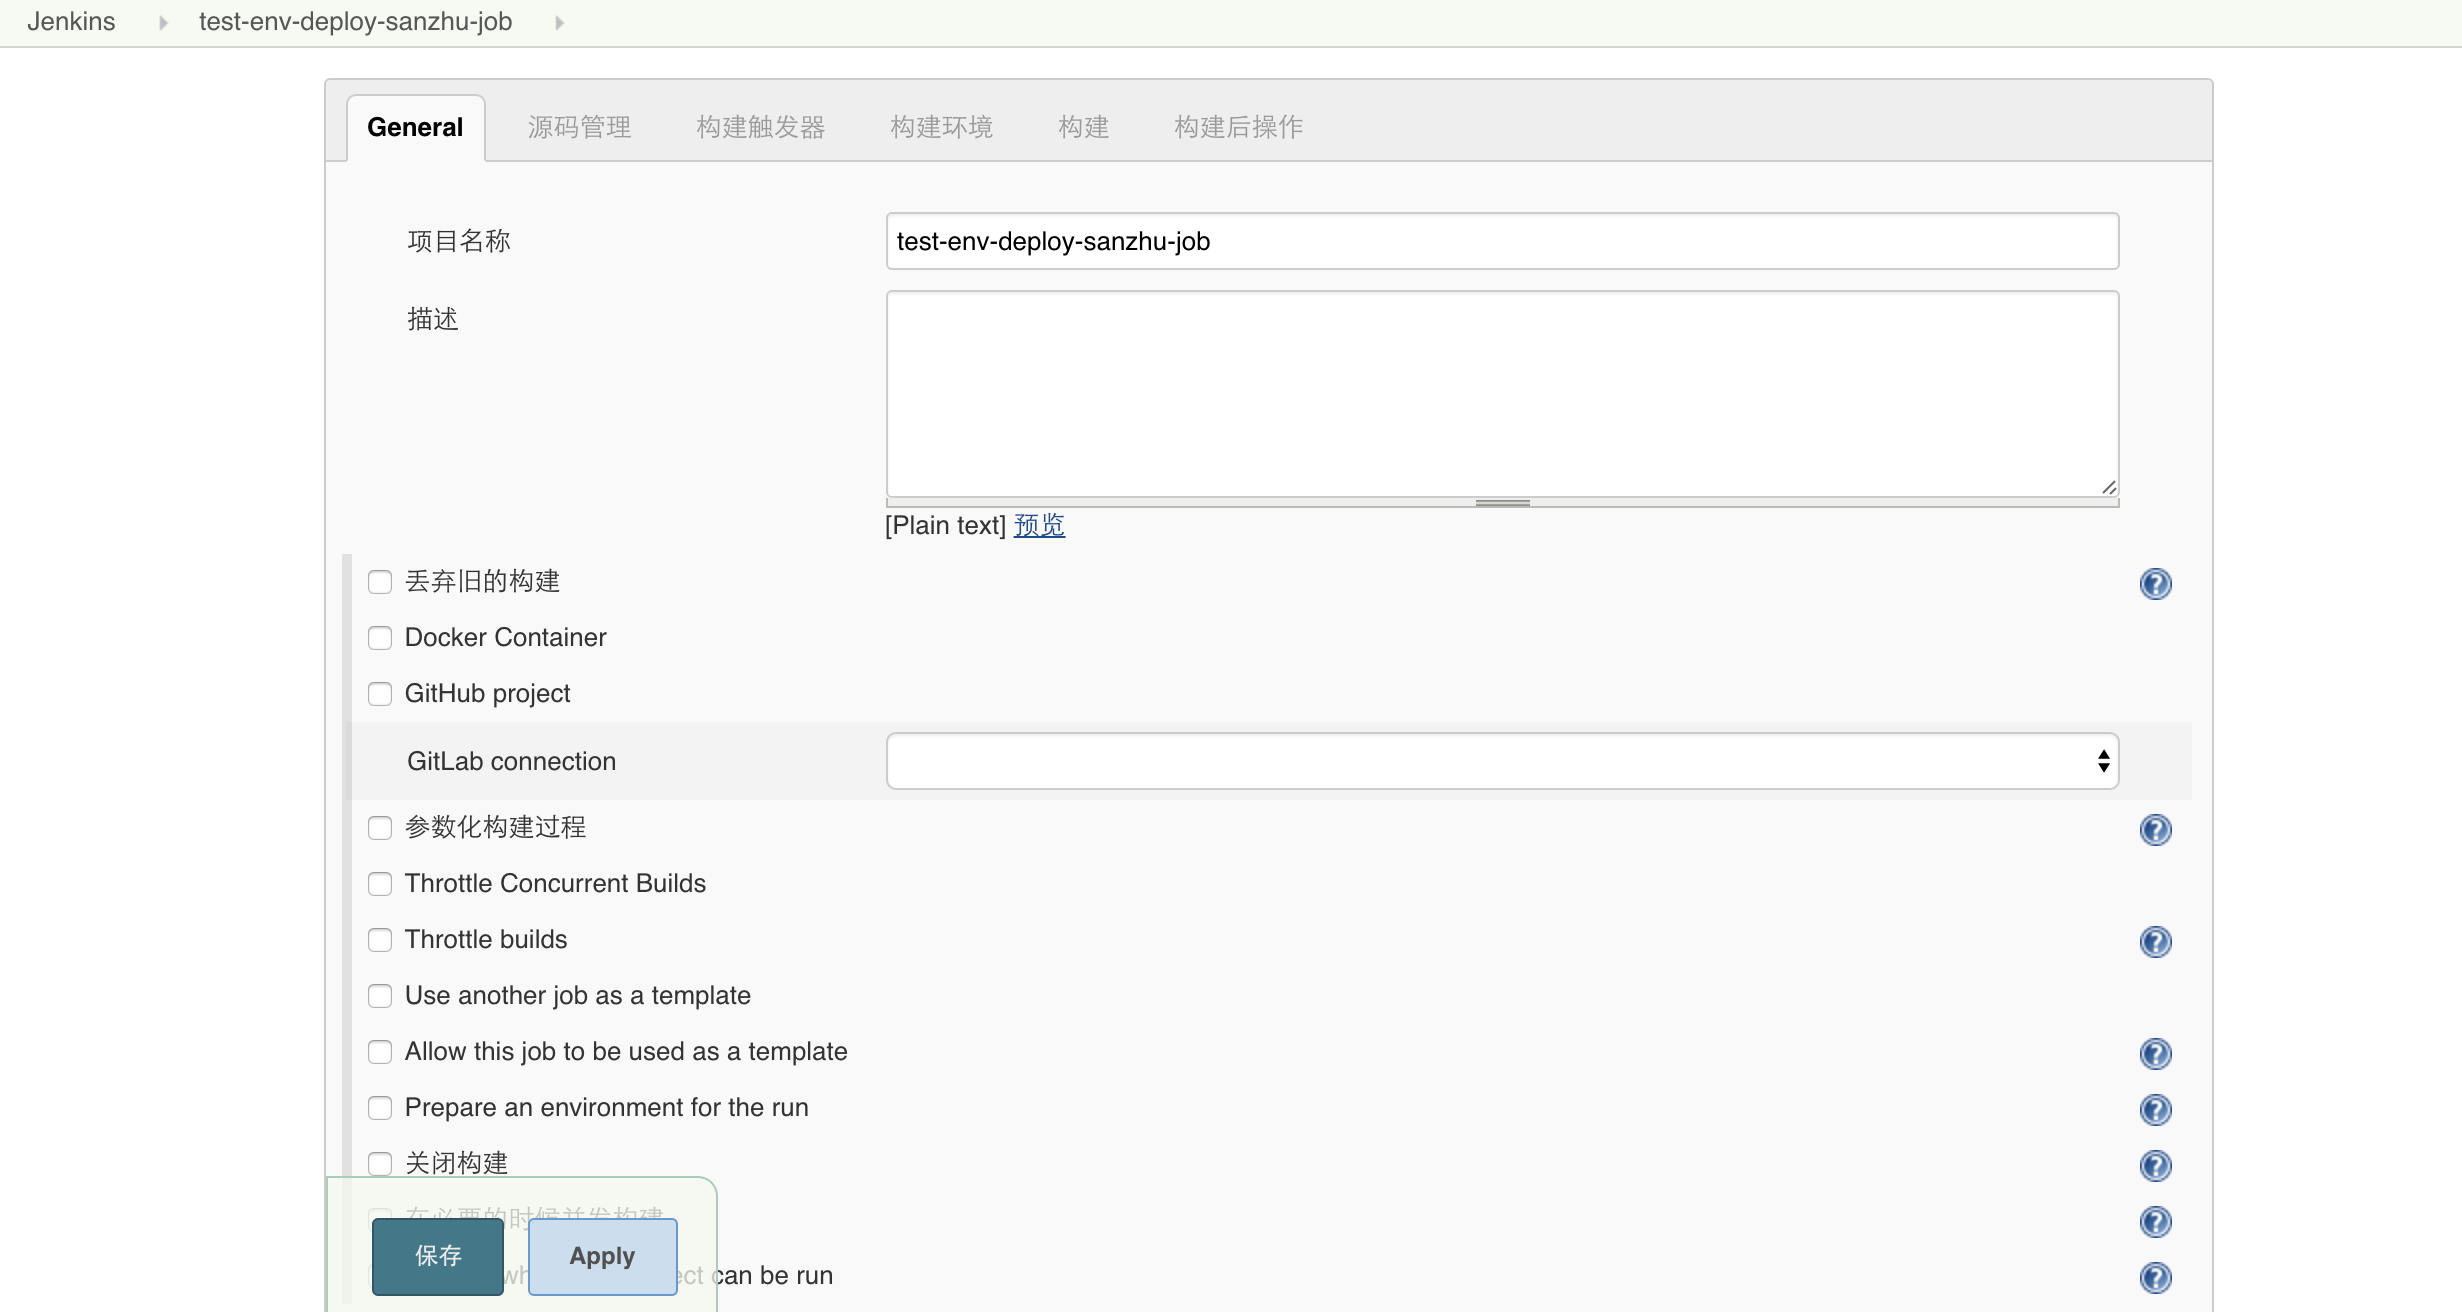 Jenkins test-env-deploy-sanzhu-job
General 源码管理 构建触发器 构建环境 构建 构建后操作
项目名称 test-env-deploy-sanzhu-job
描述
[Plain text] 预览
丢弃旧的构建
Docker Container
GitHub project
GitLab connection
参数化构建过程
Throttle Concurrent Builds
Throttle builds
Use another job as a template
Allow this job to be used as a template
Prepare an environment for the run
关闭构建
在必要的时候并发构建
保存 Apply can be run